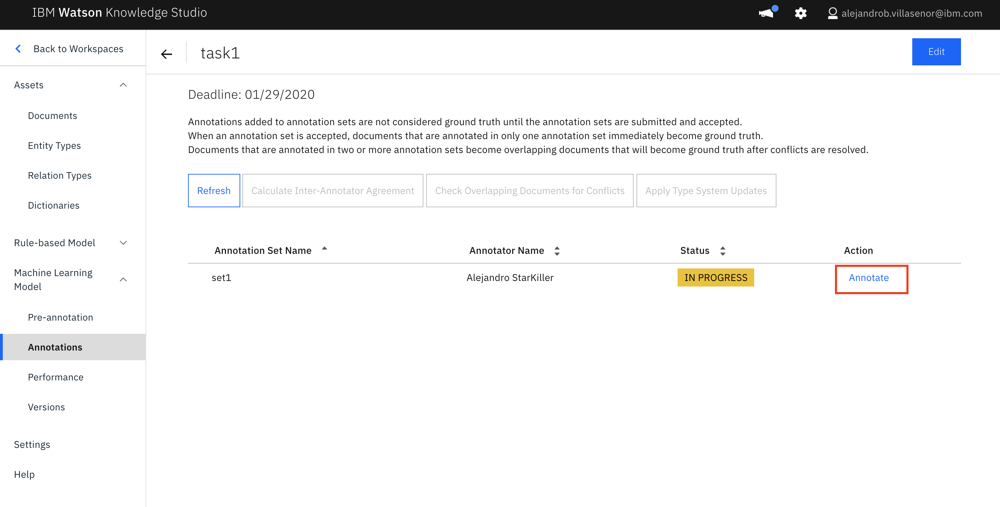 IBM Watson Knowledge Studio
alejandrob.villasenor@ibm.com
Back to Workspaces
task1
Edit
Assets
Documents
Entity Types
Relation Types
Dictionaries
Rule-based Model
Machine Learning
Model
Pre-annotation
Annotations
Performance
Versions
Settings
Help
Deadline: 01/29/2020
Annotations added to annotation sets are not considered ground truth until the annotation sets are submitted and accepted.
When an annotation set is accepted, documents that are annotated in only one annotation set immediately become ground truth.
Documents that are annotated in two or more annotation sets become overlapping documents that will become ground truth after conflicts are resolved.
Refresh Calculate Inter-Annotator Agreement Check Overlapping Documents for Conflicts Apply Type System Updates
Annotation Set Name Annotator Name Status Action
set1 Alejandro StarKiller IN PROGRESS Annotate